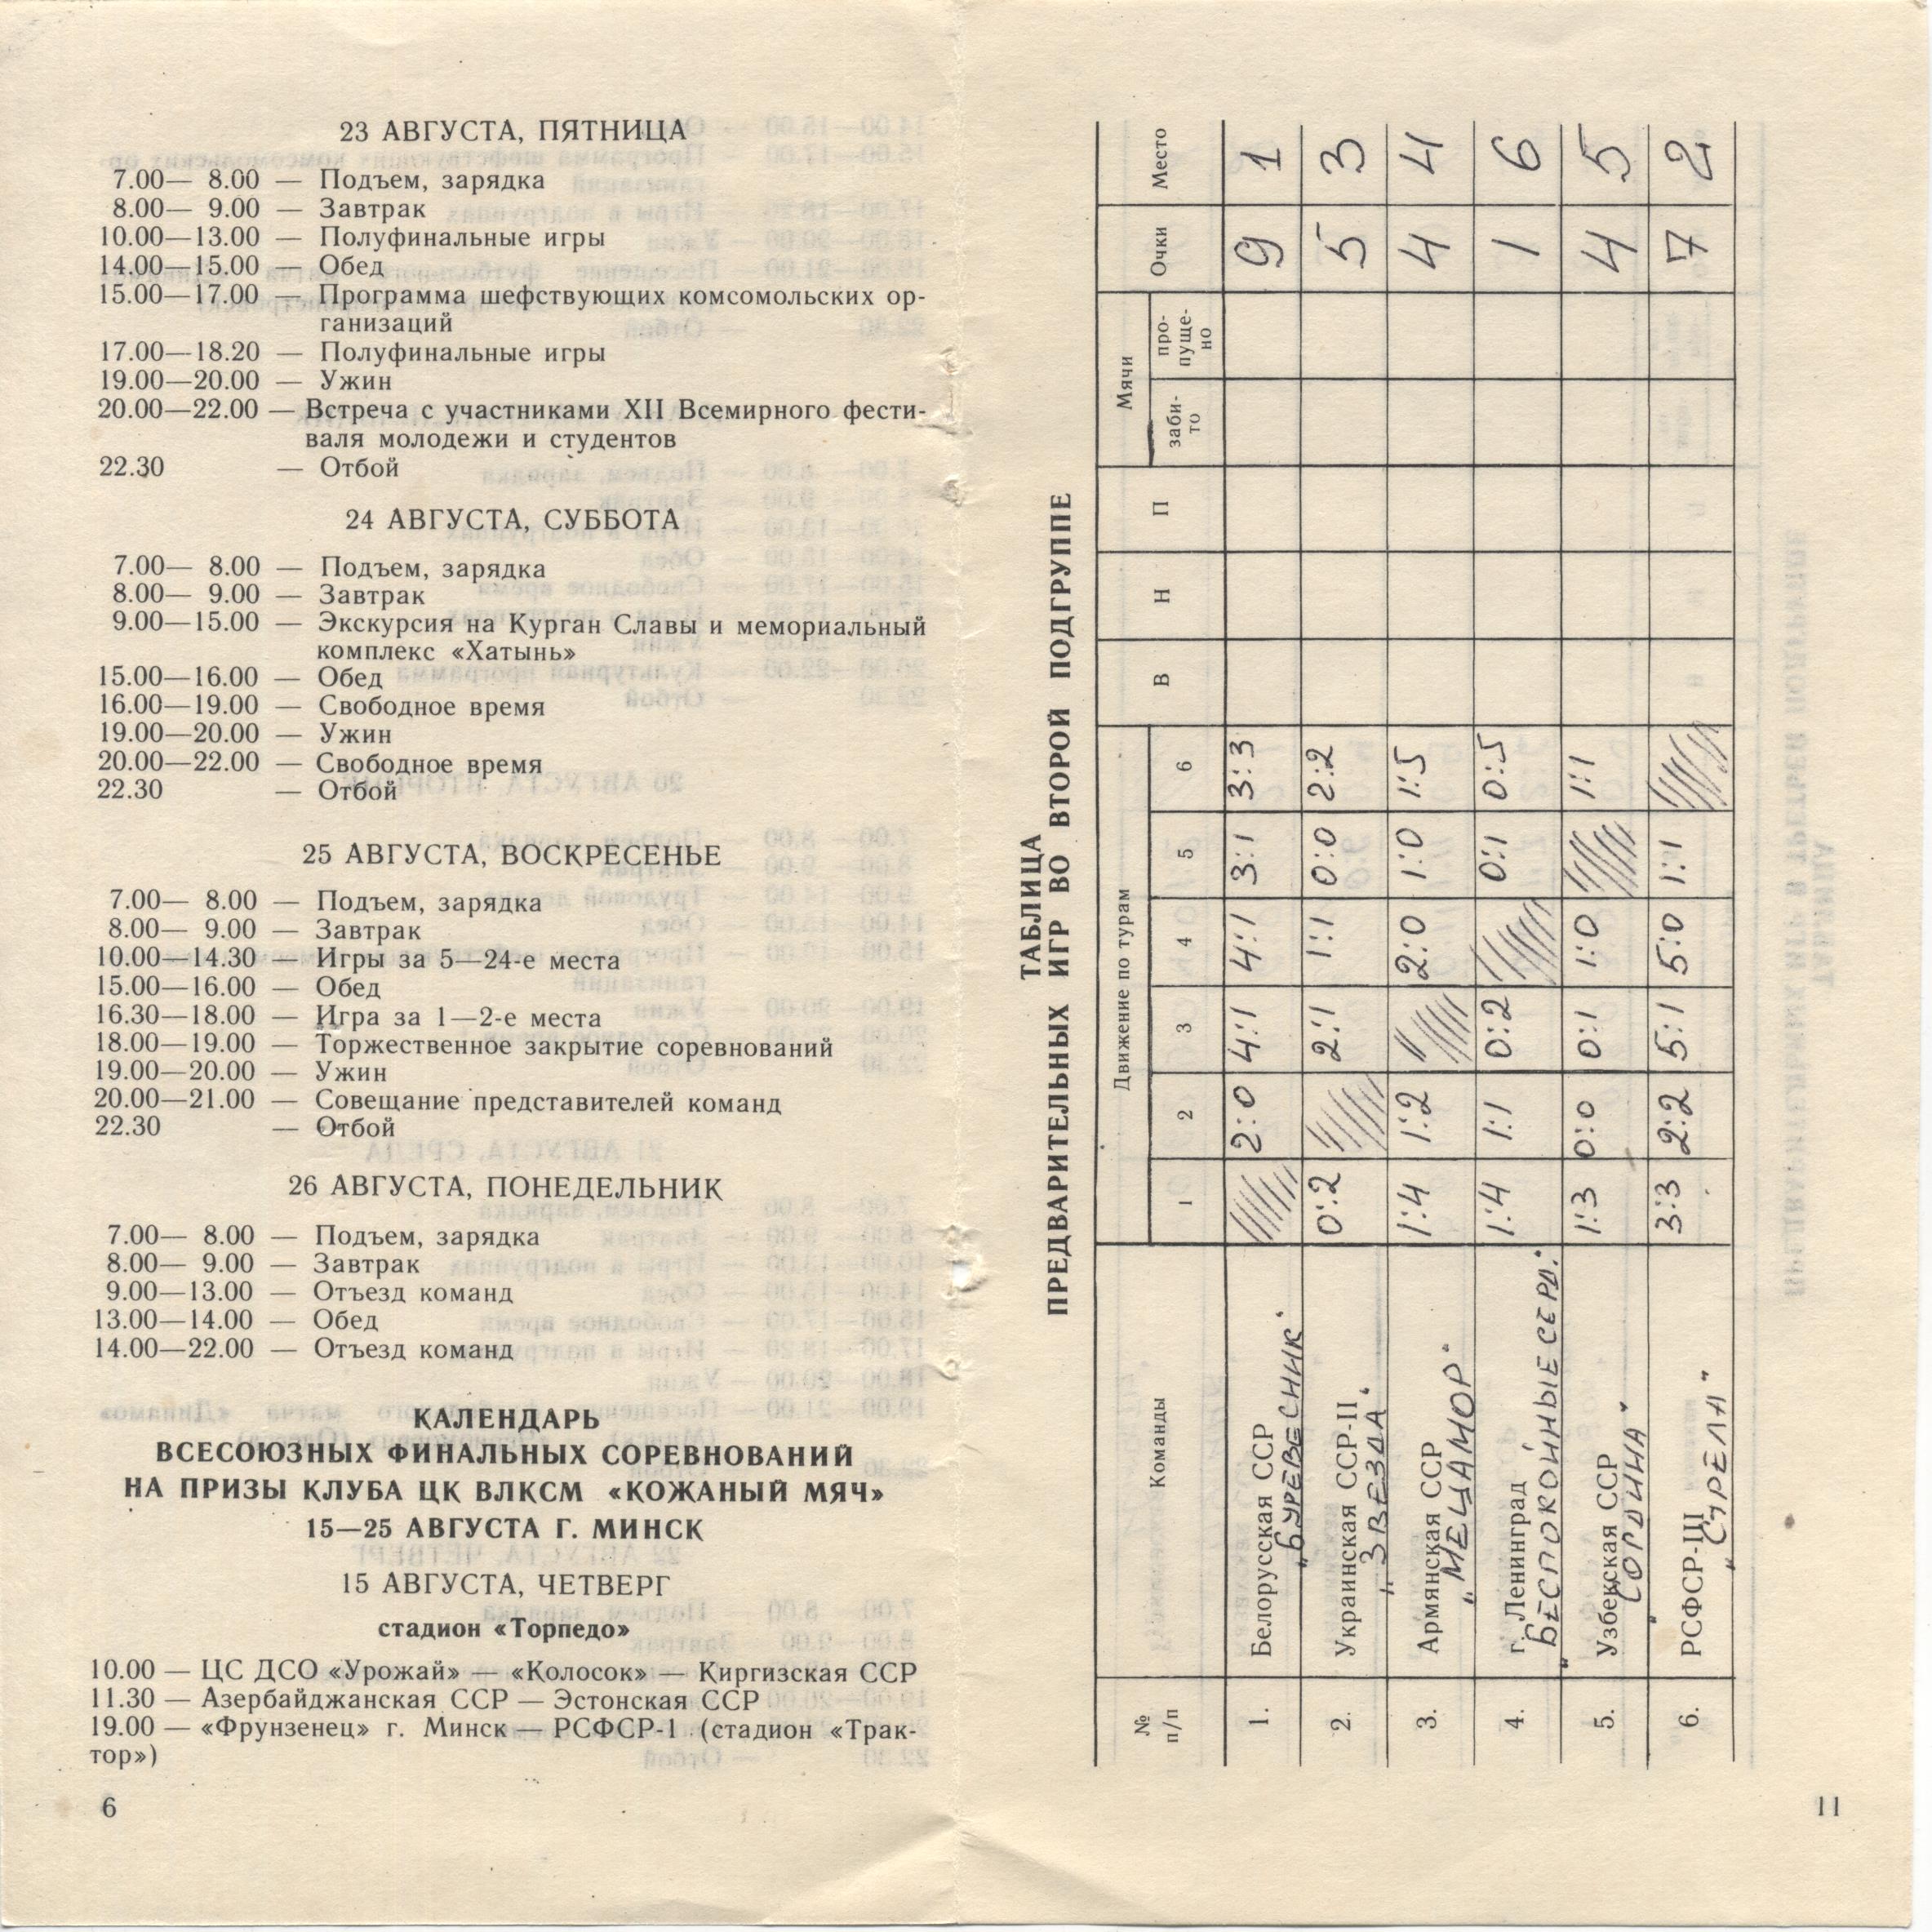 23 АВГУСТА, ПЯТНИЦА
7.00— 8.00 — Подъем, зарядка
8.00— 9.00 — Завтрак
10.00—13.00 — Полуфинальные игры
14.00—15.00 — Обед
15.00—17.00 — Программа шефствующих комсомольских ор-
ганизаций
17.00—18.20 — Полуфинальные игры
19.00—20.00 — Ужин
20.00—22.00 — Встреча с участниками XII Всемирного фести-
валя молодежи и студентов
22.30 — Отбой
24 АВГУСТА, СУББОТА
7.00— 8.00 — Подъем, зарядка
8.00— 9.00 — Завтрак
9.00—15.00 — Экскурсия на Курган Славы и мемориальный
комплекс «Хатынь»
15.00—16.00 — Обед
16.00—19.00 — Свободное время
19.00—20.00 — Ужин
20.00—22.00 — Свободное время
22.30 — Отбой
25 АВГУСТА, ВОСКРЕСЕНЬЕ
7.00— 8.00 — Подъем, зарядка
8.00— 9.00 — Завтрак
10.00—14.30 — Игры за 5—24-е места
15.00—16.00 — Обед
16.30—18.00 — Игра за 1—2-е места
18.00—19.00 — Торжественное закрытие соревнований
19.00—20.00 — Ужин
20.00—21.00 — Совещание представителей команд
22.30 — Отбой
26 АВГУСТА, ПОНЕДЕЛЬНИК
7.00— 8.00 — Подъем, зарядка
8.00— 9.00 — Завтрак
9.00—13.00 — Отъезд команд
13.00—14.00 — Обед
14.00—22.00 — Отъезд команд
КАЛЕНДАРЬ
ВСЕСОЮЗНЫХ ФИНАЛЬНЫХ СОРЕВНОВАНИЙ
НА ПРИЗЫ КЛУБА ЦК ВЛКСМ «КОЖАНЫЙ МЯЧ»
15—25 АВГУСТА Г. МИНСК
15 АВГУСТА, ЧЕТВЕРГ
стадион «Торпедо»
10.00 — ЦС ДСО «Урожай» — «Колосок» — Киргизская ССР
11.30 — Азербайджанская ССР — Эстонская ССР
19.00 — «Фрунзенец» г. Минск — РСФСР-1 (стадион «Трак-
тор»)
6
ТАБЛИЦА
ПРЕДВАРИТЕЛЬНЫХ ИГР ВО ВТОРОЙ ПОДГРУППЕ
№ п/п Команды Движение по турам В Н П Мячи Очки Место
1 2 3 4 5 6 заби-то про-пуще-но
1. Белорусская ССР 2:0 4:1 4:1 3:1 3:3 9 1
„БУРЕВЕСНИК"
2. Украинская ССР-II 0:2 2:1 1:1 0:0 2:2 5 3
„ЗВЕЗДА"
3. Армянская ССР 1:4 1:2 2:0 1:0 1:5 4 4
„МЕЦАМОР"
4. г. Ленинград 1:4 1:1 0:2 0:1 0:5 1 6
„БЕСПОКОЙНЫЕ СЕРД."
5. Узбекская ССР 1:3 0:0 0:1 1:0 1:1 4 5
„СОГДИНА"
6. РСФСР-III 3:3 2:2 5:1 5:0 1:1 7 2
„СТРЕЛА"
11